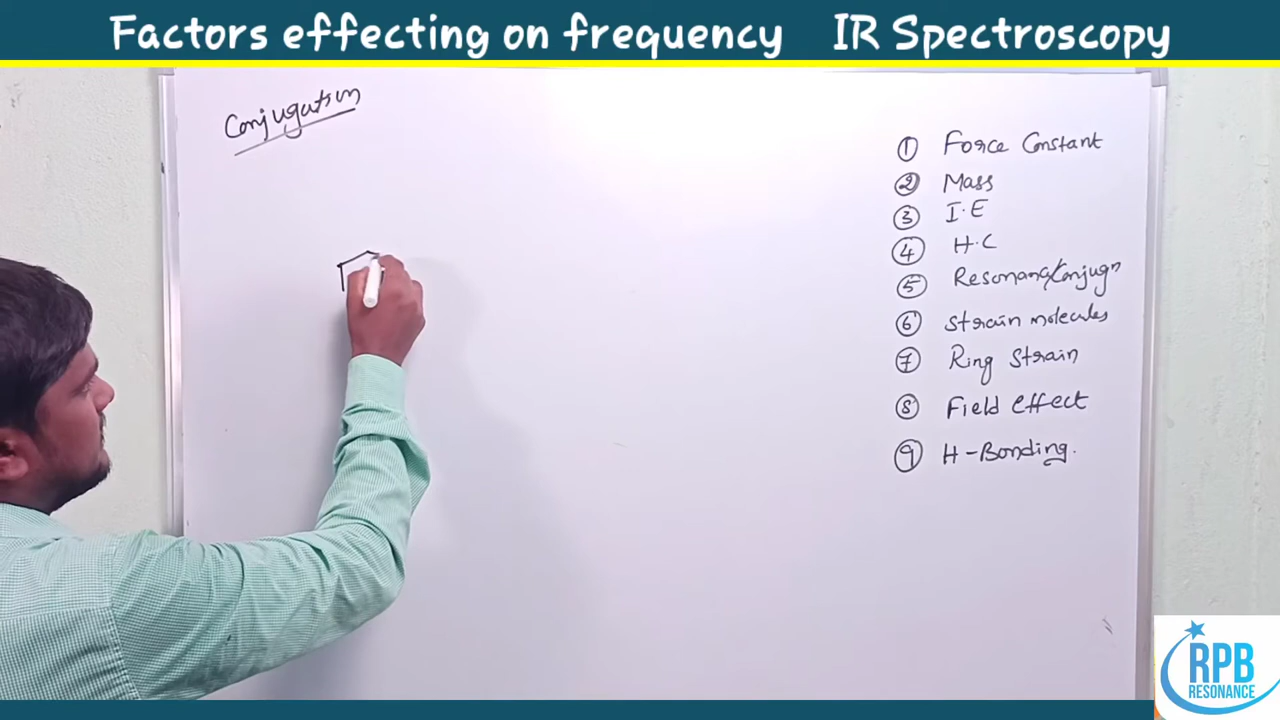 Factors effecting on frequency IR Spectroscopy
Conjugation
① Force Constant
② Mass
③ I.E
④ H.C
⑤ Resonanc/Conjugn
⑥ Strain molecules
⑦ Ring Strain
⑧ Field effect
⑨ H-Bonding.
RPB
RESONANCE